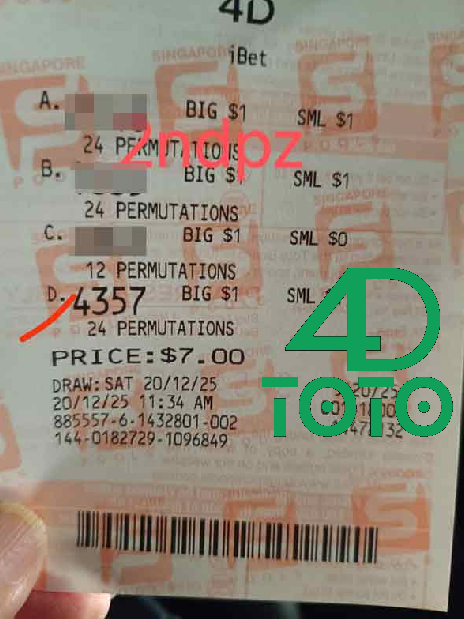 4D
iBet
A. BIG $1 SML $1
24 PERMUTATIONS
2ndpz
B. BIG $1 SML $1
24 PERMUTATIONS
C. BIG $1 SML $0
12 PERMUTATIONS
D. 4357 BIG $1 SML
24 PERMUTATIONS
PRICE:$7.00
4D
TOTO
DRAW:SAT 20/12/25
20/12/25 11:34 AM
885557-6-1432801-002
144-0182729-1096849